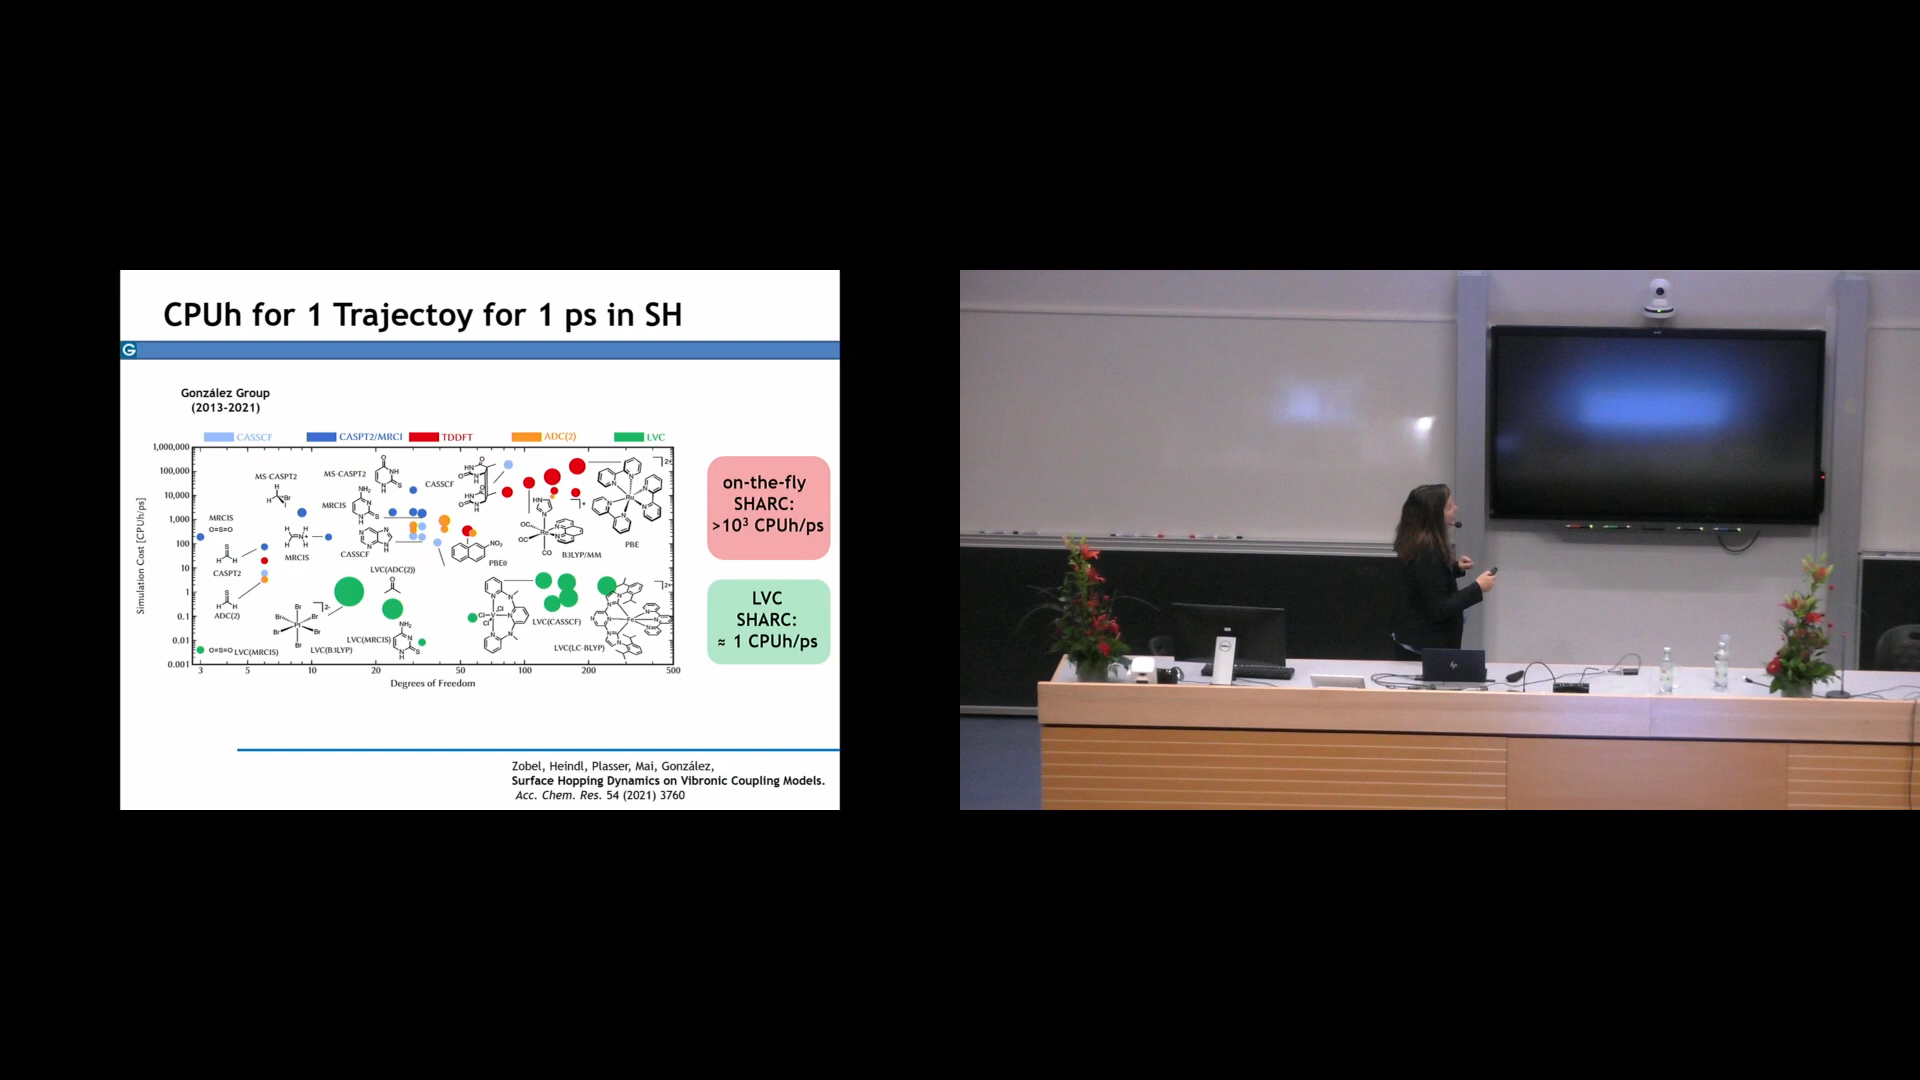 CPUh for 1 Trajectoy for 1 ps in SH
G
González Group
(2013-2021)
CASSCF
CASPT2/MRCI
TDDFT
ADC(2)
LVC
Simulation Cost [CPUh/ps]
1,000,000
100,000
10,000
1,000
100
10
1
0.1
0.01
0.001
3
5
10
20
50
100
200
500
Degrees of Freedom
MS-CASPT2
MS-CASPT2
CASSCF
MRCIS
MRCIS
O=S=O
MRCIS
CASSCF
CASPT2
ADC(2)
PBE0
B3LYP/MM
PBE
LVC(ADC(2))
LVC(MRCIS)
O=S=O LVC(MRCIS)
LVC(B3LYP)
LVC(CASSCF)
LVC(LC-BLYP)
on-the-fly
SHARC:
>10³ CPUh/ps
LVC
SHARC:
≈ 1 CPUh/ps
Zobel, Heindl, Plasser, Mai, González,
Surface Hopping Dynamics on Vibronic Coupling Models.
Acc. Chem. Res. 54 (2021) 3760